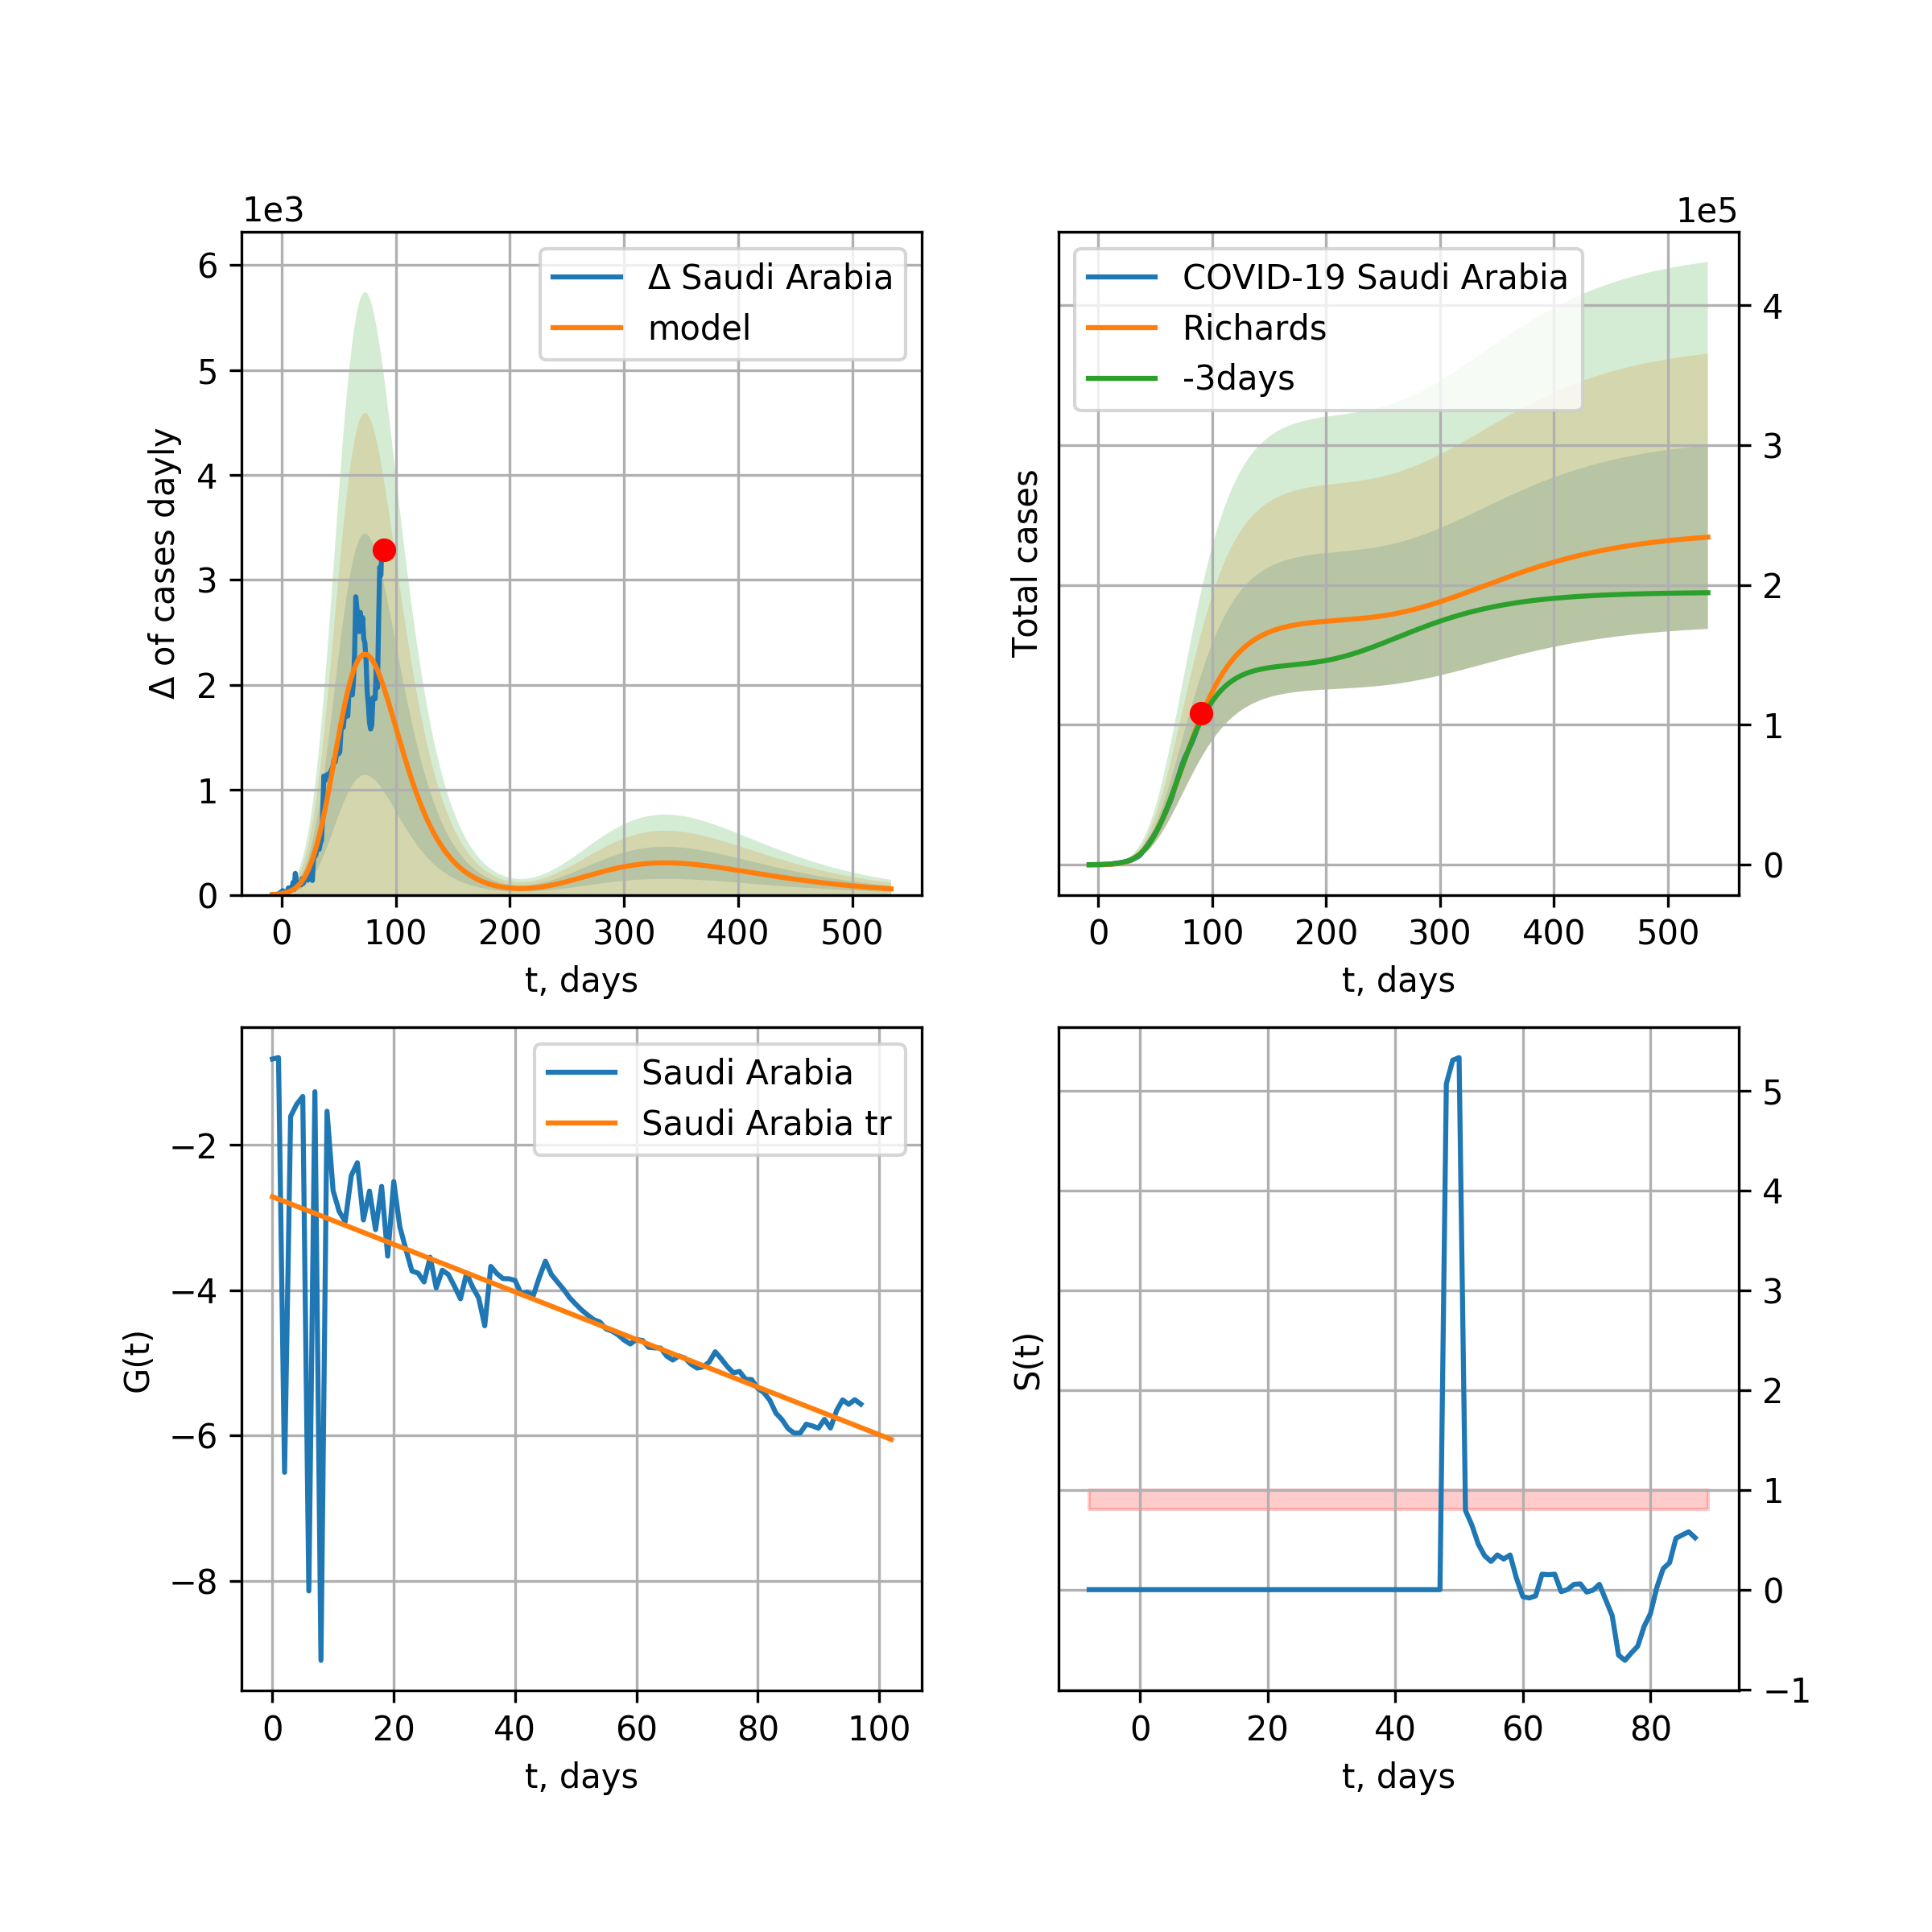 1e3
Δ of cases dayly
6
5
4
3
2
1
0
Δ Saudi Arabia
model
0 100 200 300 400 500
t, days
1e5
Total cases
COVID-19 Saudi Arabia
Richards
-3days
4
3
2
1
0
0 100 200 300 400 500
t, days
G(t)
−2
−4
−6
−8
Saudi Arabia
Saudi Arabia tr
0 20 40 60 80 100
t, days
S(t)
5
4
3
2
1
0
−1
0 20 40 60 80
t, days